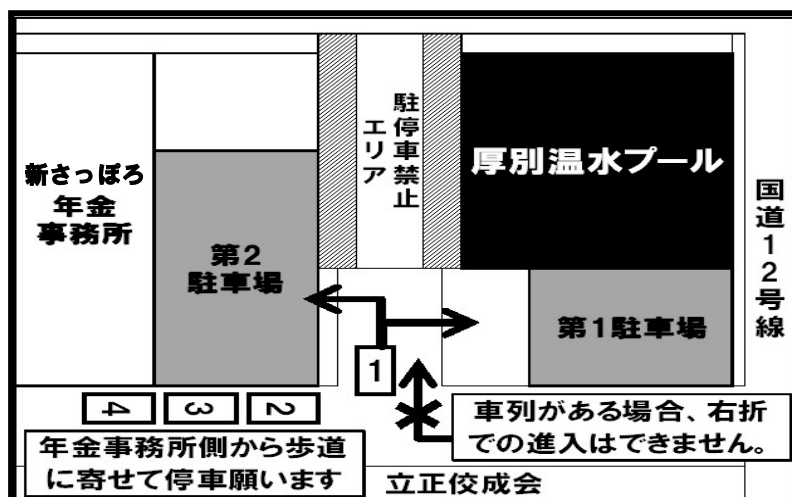 新さっぽろ
年金
事務所
第2
駐車場
駐停車禁止
エリア
厚別温水プール
第1駐車場
国道12号線
1
2
3
4
車列がある場合、右折
での進入はできません。
年金事務所側から歩道
に寄せて停車願います
立正佼成会